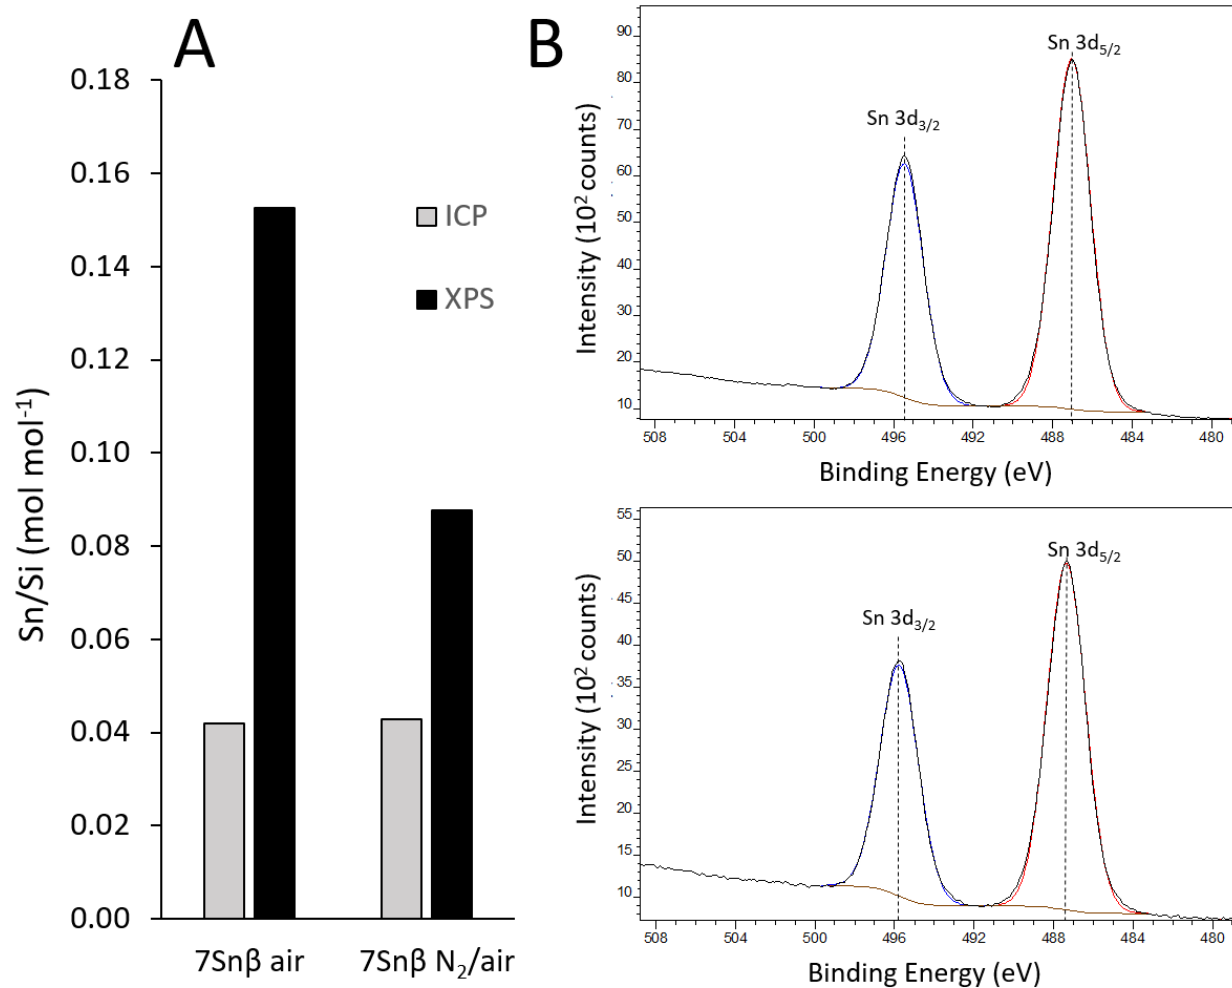 A
0.18
0.16
0.14
0.12
0.10
0.08
0.06
0.04
0.02
0.00
Sn/Si (mol mol⁻¹)
ICP
XPS
7Snβ air
7Snβ N₂/air
B
Sn 3d₅/₂
Sn 3d₃/₂
90
80
70
60
50
40
30
20
10
Intensity (10² counts)
508 504 500 496 492 488 484 480
Binding Energy (eV)
Sn 3d₅/₂
Sn 3d₃/₂
55
50
45
40
35
30
25
20
15
10
Intensity (10² counts)
508 504 500 496 492 488 484 480
Binding Energy (eV)